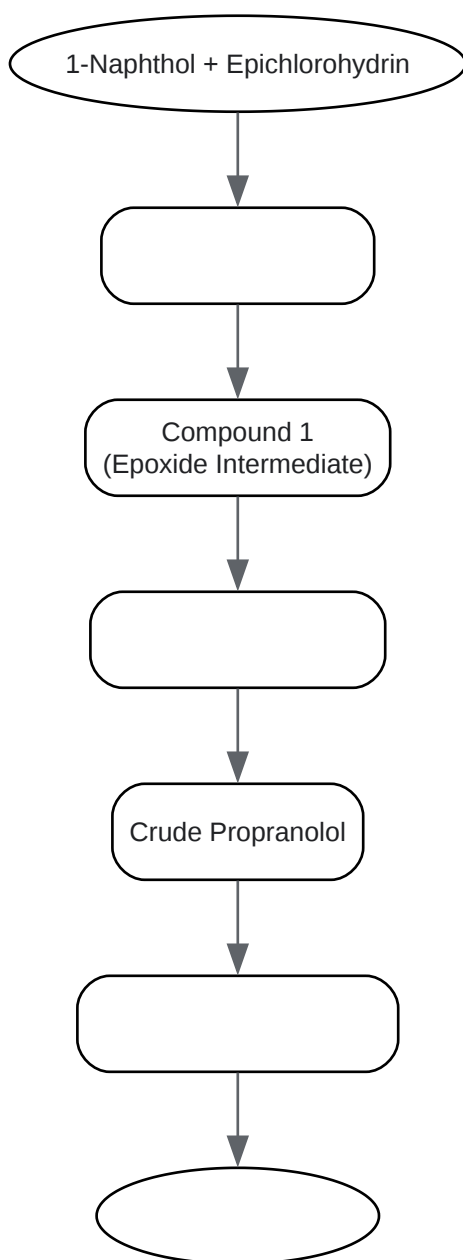 1-Naphthol + Epichlorohydrin
Compound 1
(Epoxide Intermediate)
Crude Propranolol